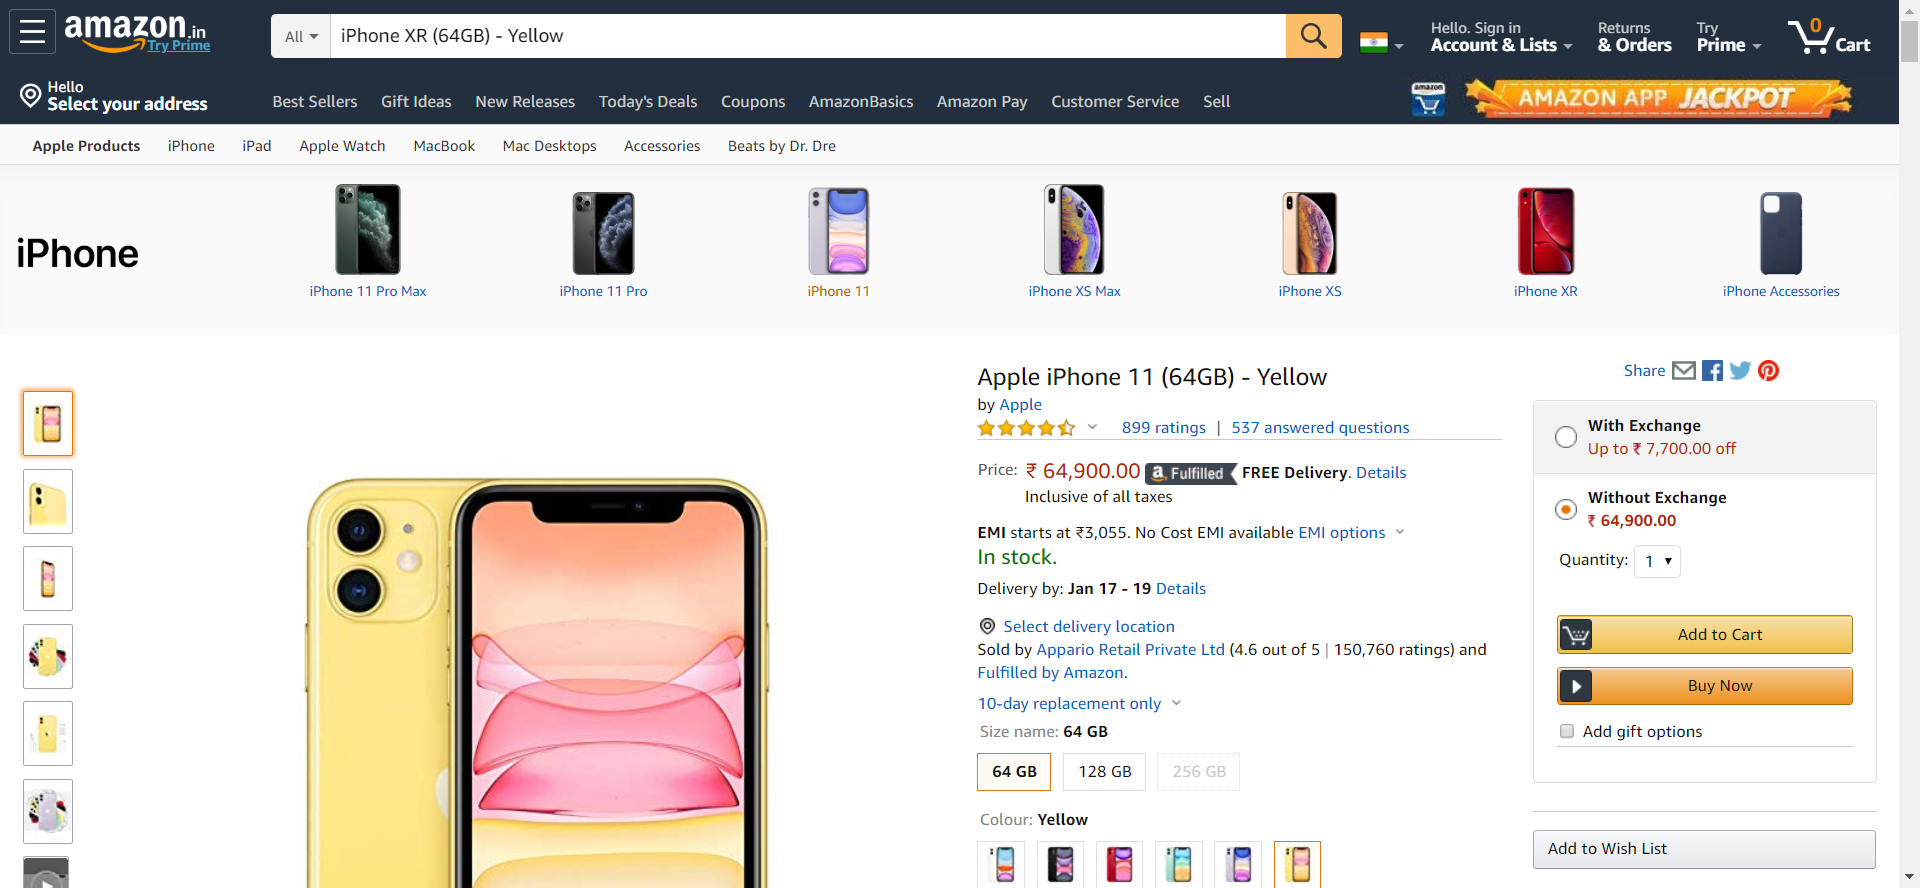 amazon.in
Try Prime
All
iPhone XR (64GB) - Yellow
Hello. Sign in
Account & Lists
Returns
& Orders
Try
Prime
0
Cart
Hello
Select your address
Best Sellers
Gift Ideas
New Releases
Today's Deals
Coupons
AmazonBasics
Amazon Pay
Customer Service
Sell
amazon
AMAZON APP JACKPOT
Apple Products
iPhone
iPad
Apple Watch
MacBook
Mac Desktops
Accessories
Beats by Dr. Dre
iPhone
iPhone 11 Pro Max
iPhone 11 Pro
iPhone 11
iPhone XS Max
iPhone XS
iPhone XR
iPhone Accessories
Apple iPhone 11 (64GB) - Yellow
by Apple
899 ratings | 537 answered questions
Price: ₹ 64,900.00 a Fulfilled FREE Delivery. Details
Inclusive of all taxes
EMI starts at ₹3,055. No Cost EMI available EMI options
In stock.
Delivery by: Jan 17 - 19 Details
Select delivery location
Sold by Appario Retail Private Ltd (4.6 out of 5 | 150,760 ratings) and
Fulfilled by Amazon.
10-day replacement only
Size name: 64 GB
64 GB
128 GB
256 GB
Colour: Yellow
Share
With Exchange
Up to ₹ 7,700.00 off
Without Exchange
₹ 64,900.00
Quantity: 1
Add to Cart
Buy Now
Add gift options
Add to Wish List